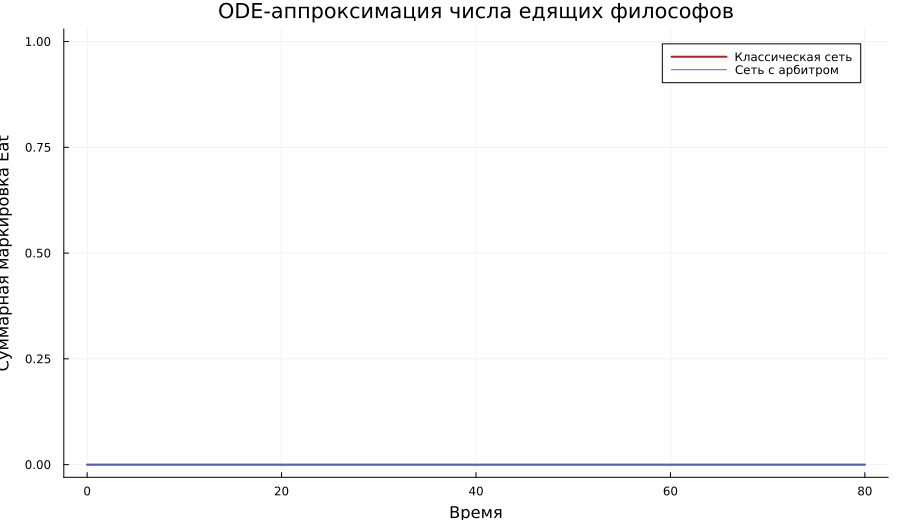 ODE-аппроксимация числа едящих философов
Суммарная маркировка Eat
1.00
0.75
0.50
0.25
0.00
Классическая сеть
Сеть с арбитром
0 20 40 60 80
Время